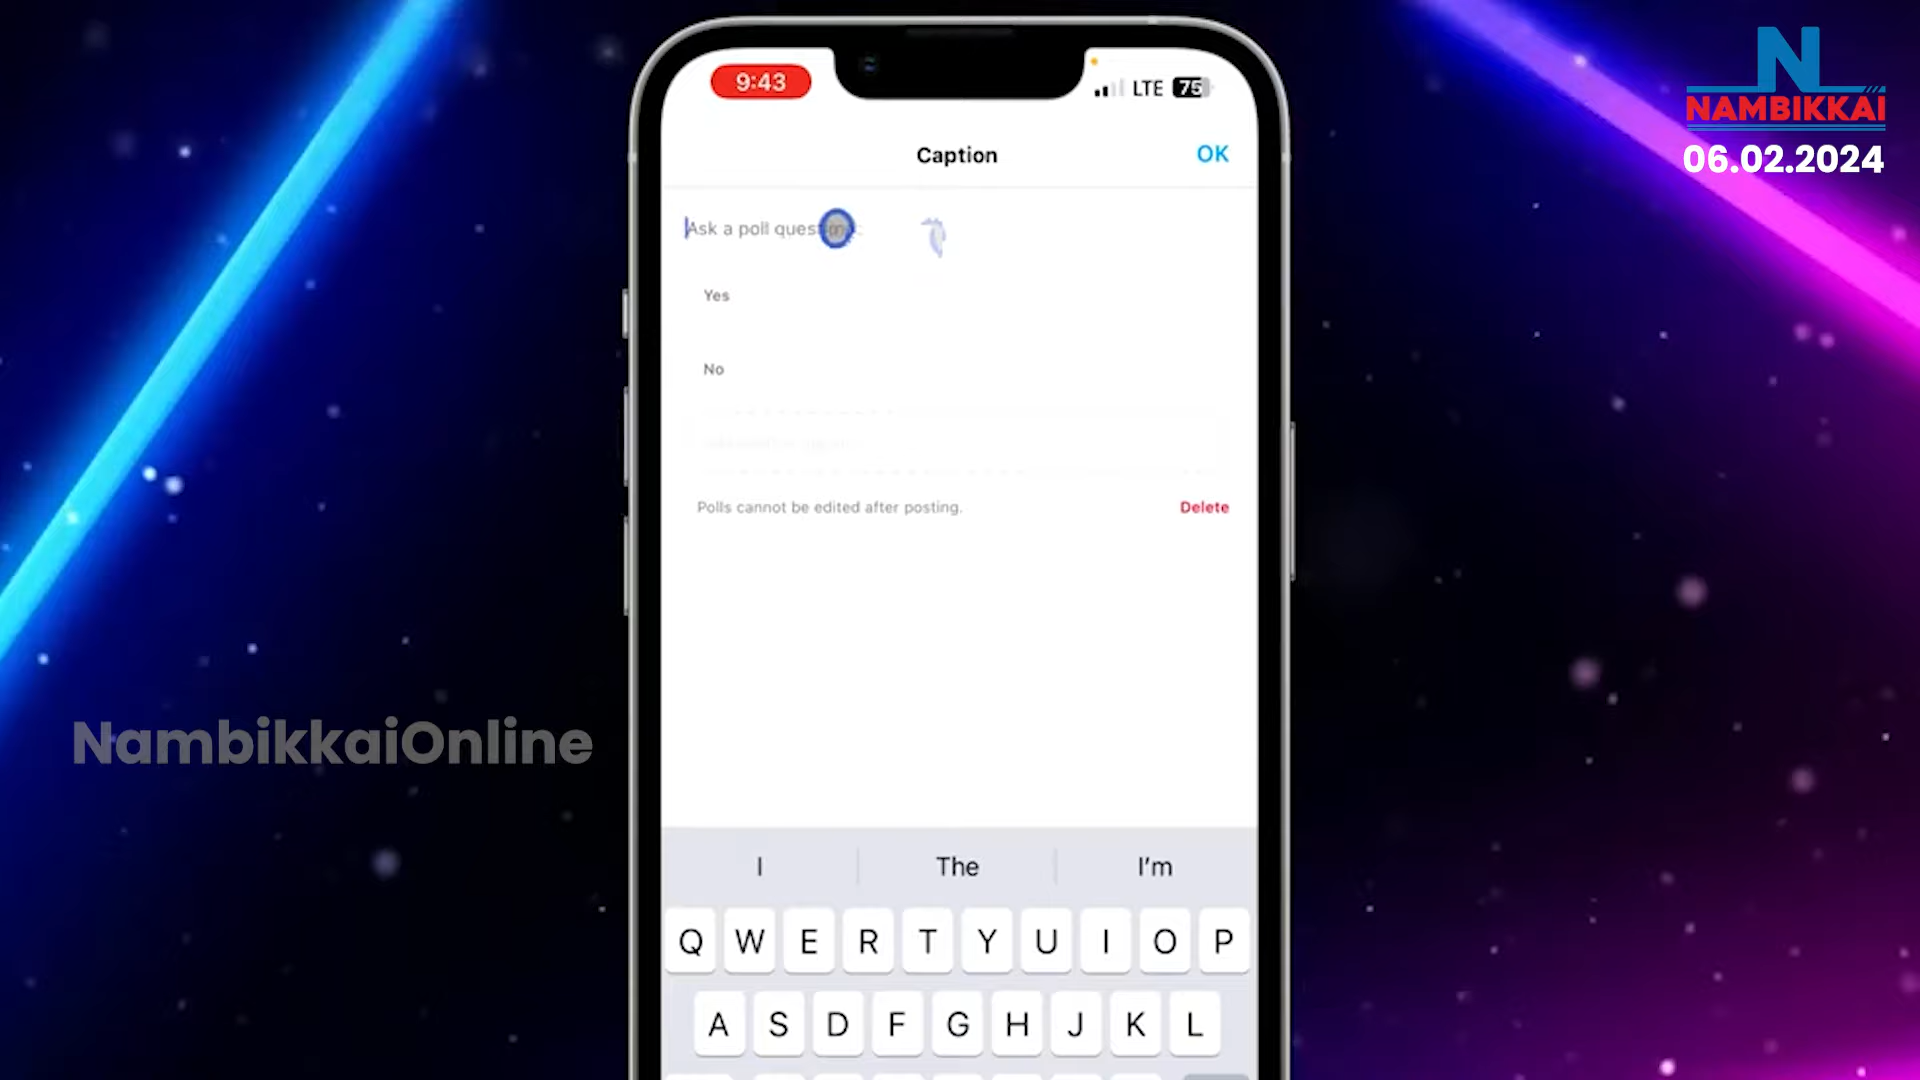 N
NAMBIKKAI
06.02.2024
9:43
LTE 75
Caption
OK
Ask a poll
Yes
No
Polls cannot be edited after posting.
Delete
NambikkaiOnline
I The I'm
Q W E R T Y U I O P
A S D F G H J K L